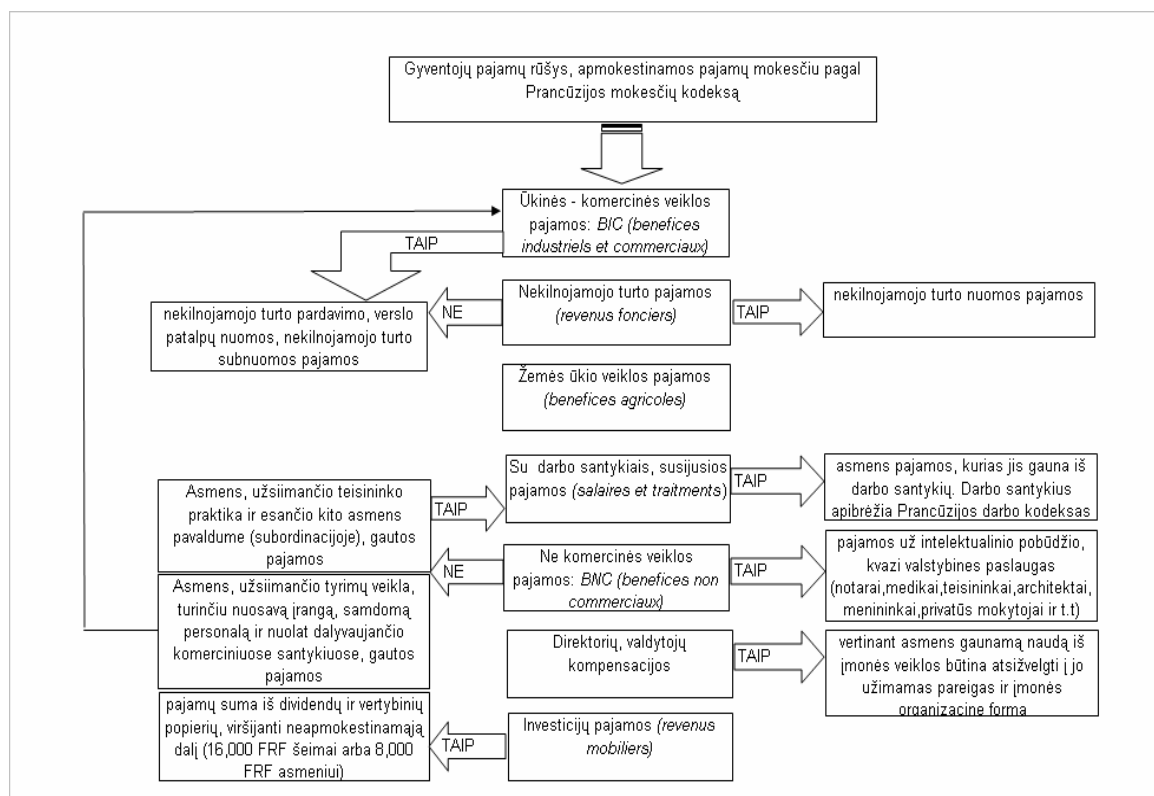 Gyventojų pajamų rūšys, apmokestinamos pajamų mokesčiu pagal
Prancūzijos mokesčių kodeksą
Ūkinės - komercinės veiklos
pajamos: BIC (benefices
industriels et commerciaux)
TAIP
Nekilnojamojo turto pajamos
(revenus fonciers)
NE
TAIP
nekilnojamojo turto pardavimo, verslo
patalpų nuomos, nekilnojamojo turto
subnuomos pajamos
nekilnojamojo turto nuomos pajamos
Žemės ūkio veiklos pajamos
(benefices agricoles)
Asmens, užsiimančio teisininko
praktika ir esančio kito asmens
pavaldume (subordinacijoje), gautos
pajamos
TAIP
Su darbo santykiais, susijusios
pajamos (salaires et traitments)
TAIP
asmens pajamos, kurias jis gauna iš
darbo santykių. Darbo santykius
apibrėžia Prancūzijos darbo kodeksas
NE
Ne komercinės veiklos
pajamos: BNC (benefices non
commerciaux)
TAIP
pajamos už intelektualinio pobūdžio,
kvazi valstybines paslaugas
(notarai,medikai,teisininkai,architektai,
menininkai,privatūs mokytojai ir t.t)
Asmens, užsiimančio tyrimų veikla,
turinčiu nuosavą įrangą, samdomą
personalą ir nuolat dalyvaujančio
komerciniuose santykiuose, gautos
pajamos
Direktorių, valdytojų
kompensacijos
TAIP
vertinant asmens gaunamą naudą iš
įmonės veiklos būtina atsižvelgti į jo
užimamas pareigas ir įmonės
organizacinę formą
pajamų suma iš dividendų ir vertybinių
popierių, viršijanti neapmokestinamąją
dalį (16,000 FRF šeimai arba 8,000
FRF asmeniui)
TAIP
Investicijų pajamos (revenus
mobiliers)